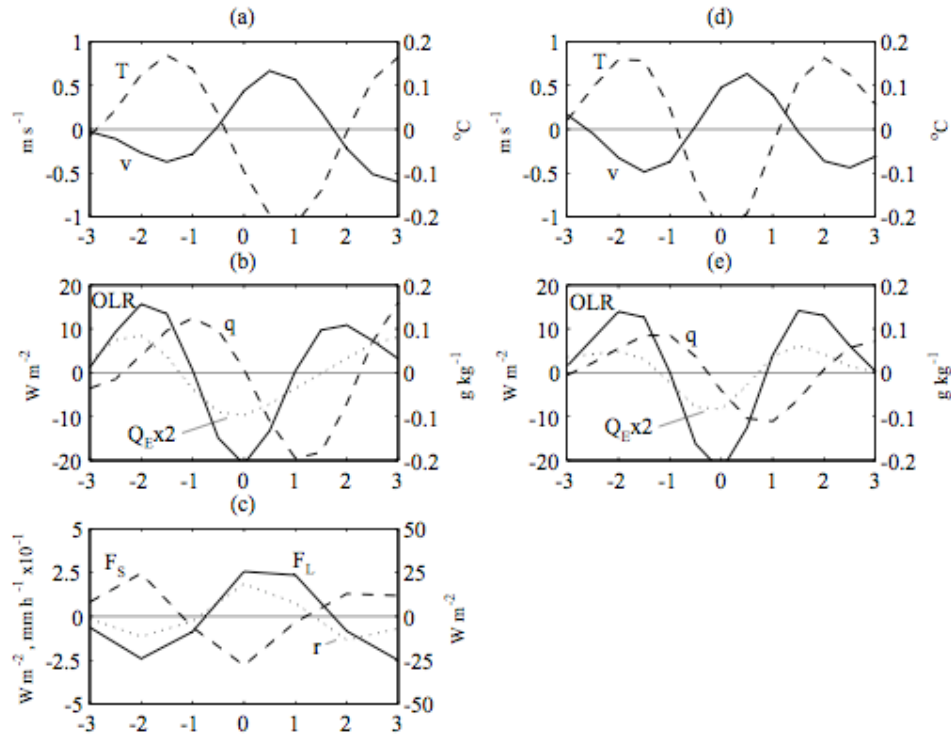 (a)
1
0.5
0
-0.5
-1
m s⁻¹
T
v
0.2
0.1
0
-0.1
-0.2
°C
-3 -2 -1 0 1 2 3
(d)
1
0.5
0
-0.5
-1
m s⁻¹
T
v
0.2
0.1
0
-0.1
-0.2
°C
-3 -2 -1 0 1 2 3
(b)
20
10
0
-10
-20
W m⁻²
OLR
q
Q_E x2
0.2
0.1
0
-0.1
-0.2
g kg⁻¹
-3 -2 -1 0 1 2 3
(e)
20
10
0
-10
-20
W m⁻²
OLR
q
Q_E x2
0.2
0.1
0
-0.1
-0.2
g kg⁻¹
-3 -2 -1 0 1 2 3
(c)
5
2.5
0
-2.5
-5
W m⁻² , mm h⁻¹ x10⁻¹
F_S
F_L
r
50
25
0
-25
-50
W m⁻²
-3 -2 -1 0 1 2 3